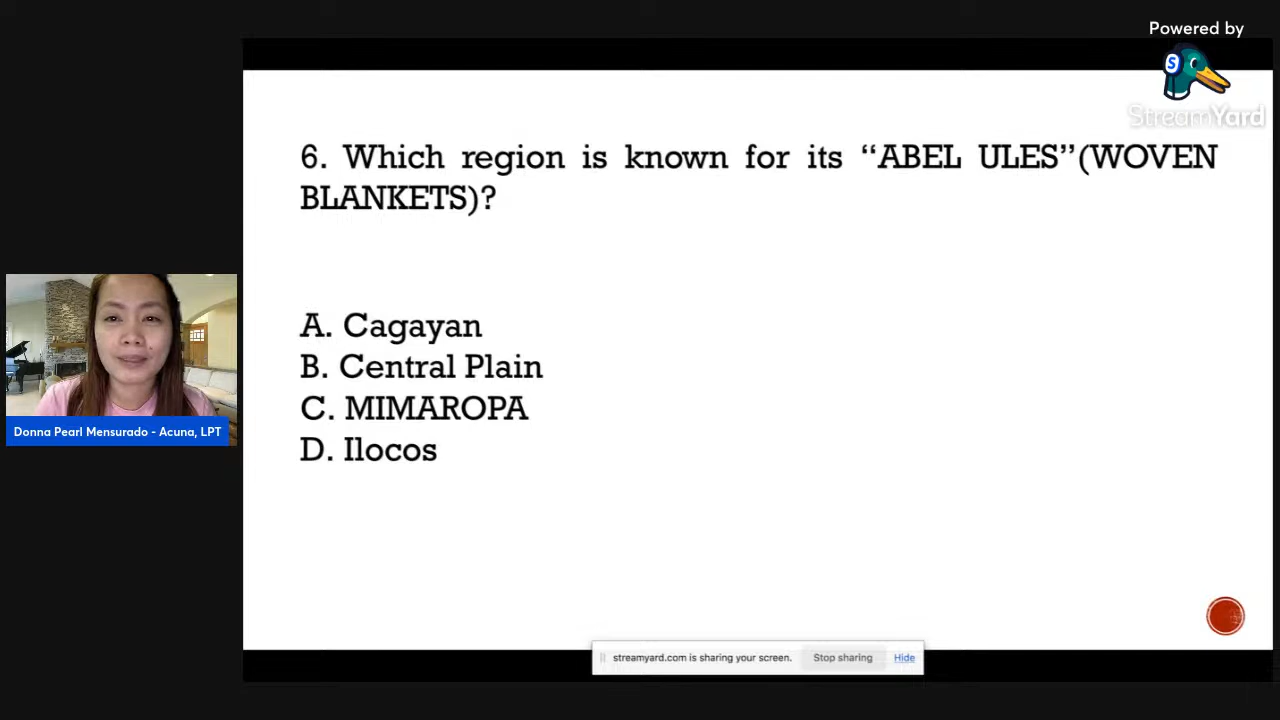 Powered by
S
StreamYard
6. Which region is known for its “ABEL ULES”(WOVEN
BLANKETS)?
A. Cagayan
B. Central Plain
C. MIMAROPA
D. Ilocos
Donna Pearl Mensurado - Acuna, LPT
streamyard.com is sharing your screen. Stop sharing Hide